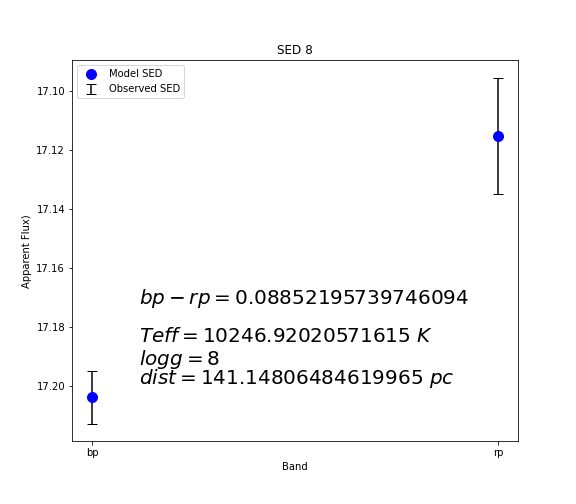 SED 8
Model SED
Observed SED
17.10
17.12
17.14
17.16
17.18
17.20
Apparent Flux)
bp − rp = 0.08852195739746094
Teff = 10246.92020571615 K
logg = 8
dist = 141.14806484619965 pc
bp
rp
Band